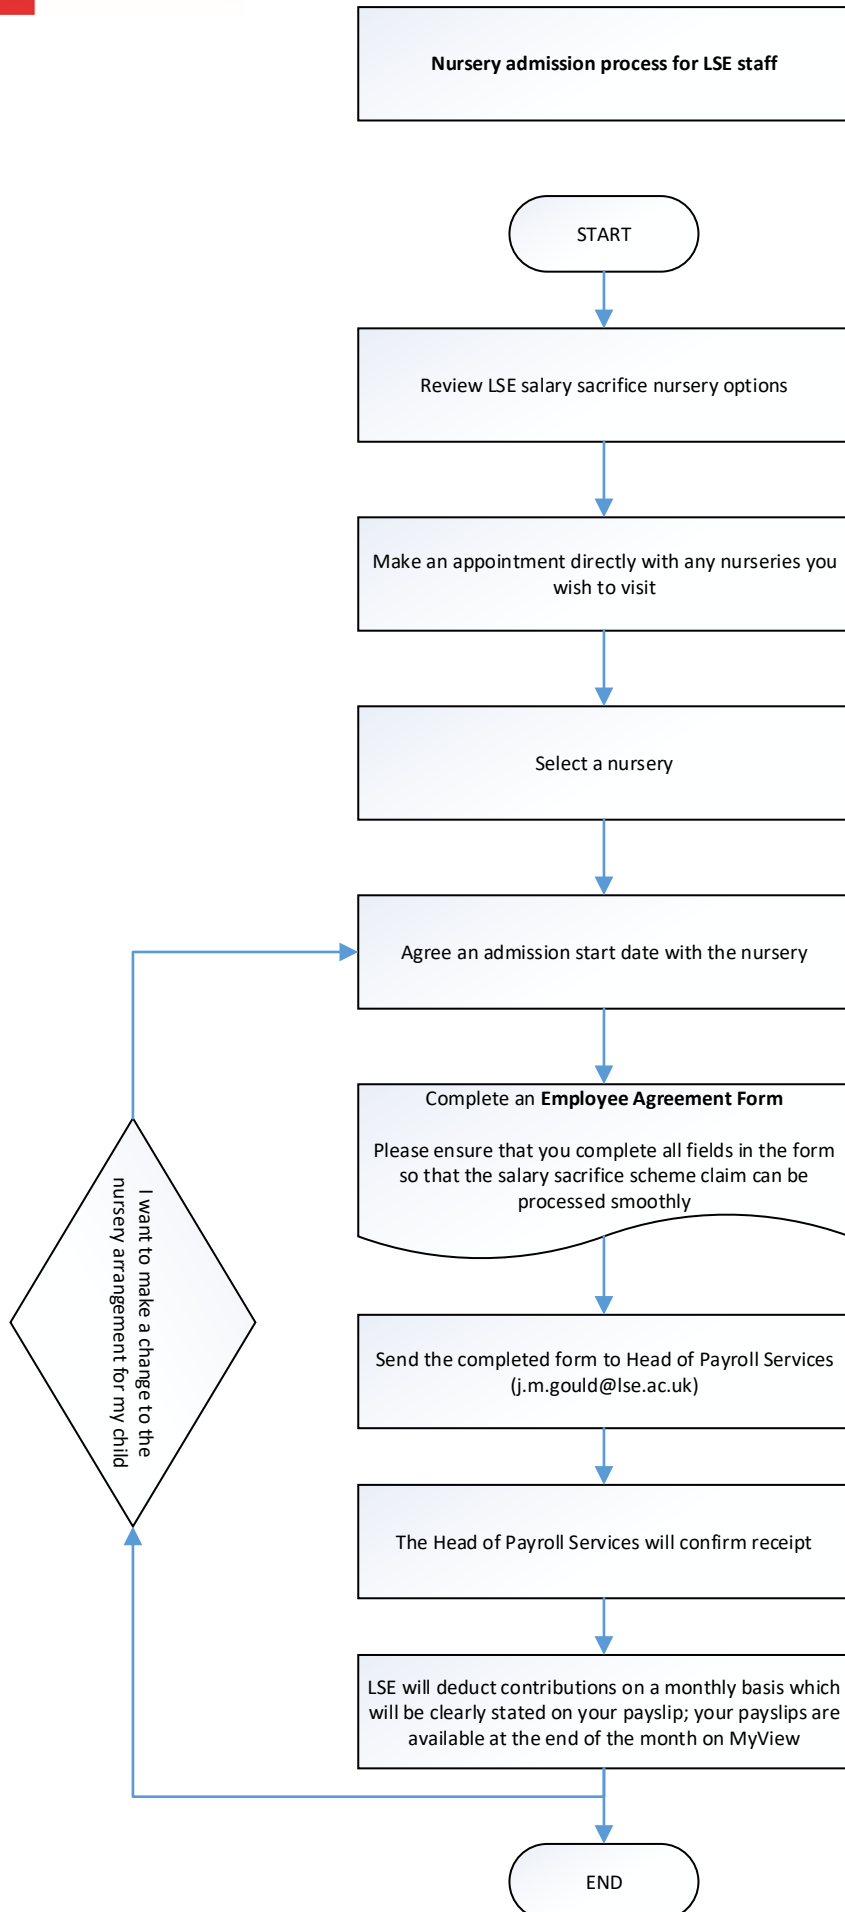 Nursery admission process for LSE staff
START
Review LSE salary sacrifice nursery options
Make an appointment directly with any nurseries you
wish to visit
Select a nursery
Agree an admission start date with the nursery
Complete an Employee Agreement Form
Please ensure that you complete all fields in the form
so that the salary sacrifice scheme claim can be
processed smoothly
I want to make a change to the
nursery arrangement for my child
Send the completed form to Head of Payroll Services
(j.m.gould@lse.ac.uk)
The Head of Payroll Services will confirm receipt
LSE will deduct contributions on a monthly basis which
will be clearly stated on your payslip; your payslips are
available at the end of the month on MyView
END